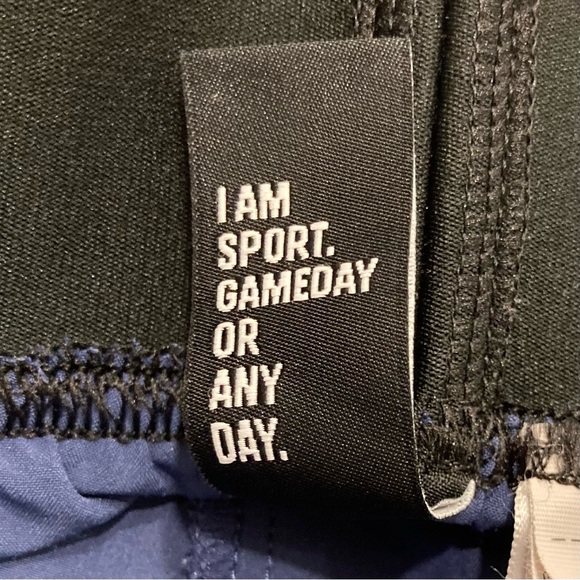 I AM
SPORT.
GAMEDAY
OR
ANY
DAY.